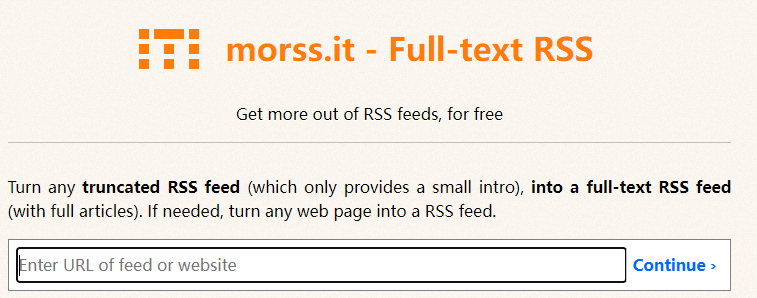 morss.it - Full-text RSS
Get more out of RSS feeds, for free
Turn any truncated RSS feed (which only provides a small intro), into a full-text RSS feed
(with full articles). If needed, turn any web page into a RSS feed.
Enter URL of feed or website Continue ›